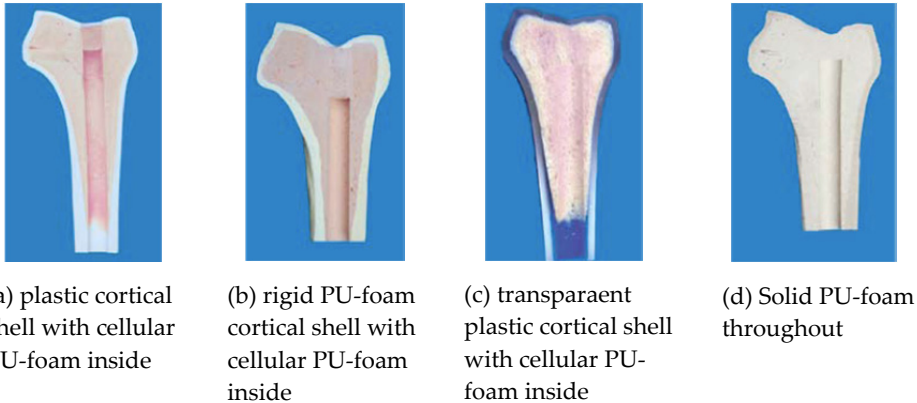 a) plastic cortical
hell with cellular
U-foam inside
(b) rigid PU-foam
cortical shell with
cellular PU-foam
inside
(c) transparaent
plastic cortical shell
with cellular PU-
foam inside
(d) Solid PU-foam
throughout